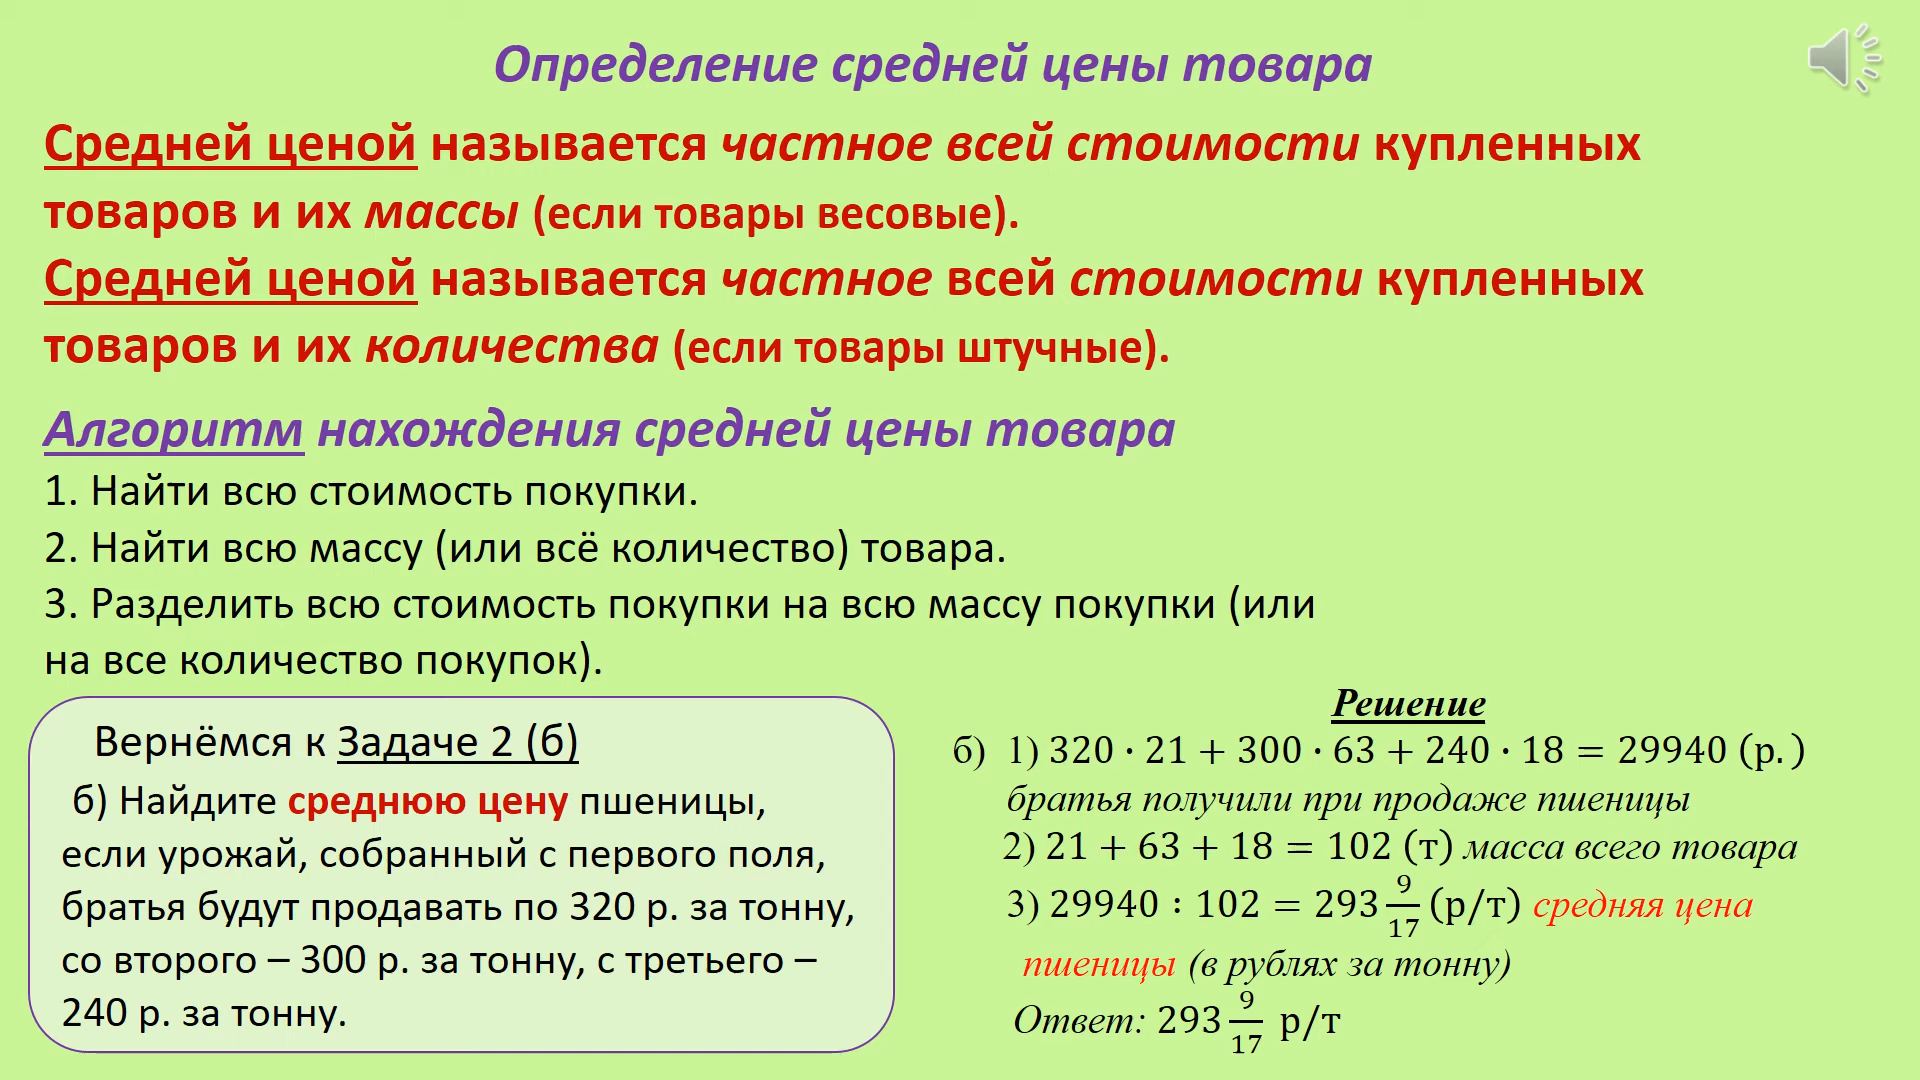 Определение средней цены товара
Средней ценой называется частное всей стоимости купленных
товаров и их массы (если товары весовые).
Средней ценой называется частное всей стоимости купленных
товаров и их количества (если товары штучные).
Алгоритм нахождения средней цены товара
1. Найти всю стоимость покупки.
2. Найти всю массу (или всё количество) товара.
3. Разделить всю стоимость покупки на всю массу покупки (или
на все количество покупок).
Вернёмся к Задаче 2 (б)
б) Найдите среднюю цену пшеницы,
если урожай, собранный с первого поля,
братья будут продавать по 320 р. за тонну,
со второго – 300 р. за тонну, с третьего –
240 р. за тонну.
Решение
б) 1) 320 · 21 + 300 · 63 + 240 · 18 = 29940 (р.)
братья получили при продаже пшеницы
2) 21 + 63 + 18 = 102 (т) масса всего товара
3) 29940 : 102 = 293 9/17 (р/т) средняя цена
пшеницы (в рублях за тонну)
Ответ: 293 9/17 р/т